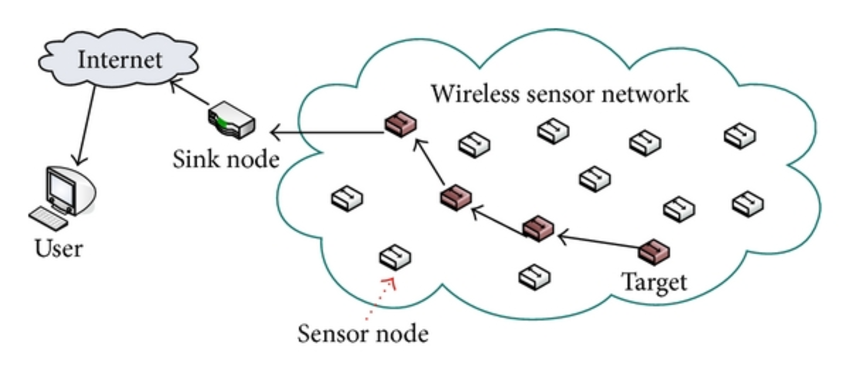 Internet
Wireless sensor network
Sink node
User
Target
Sensor node